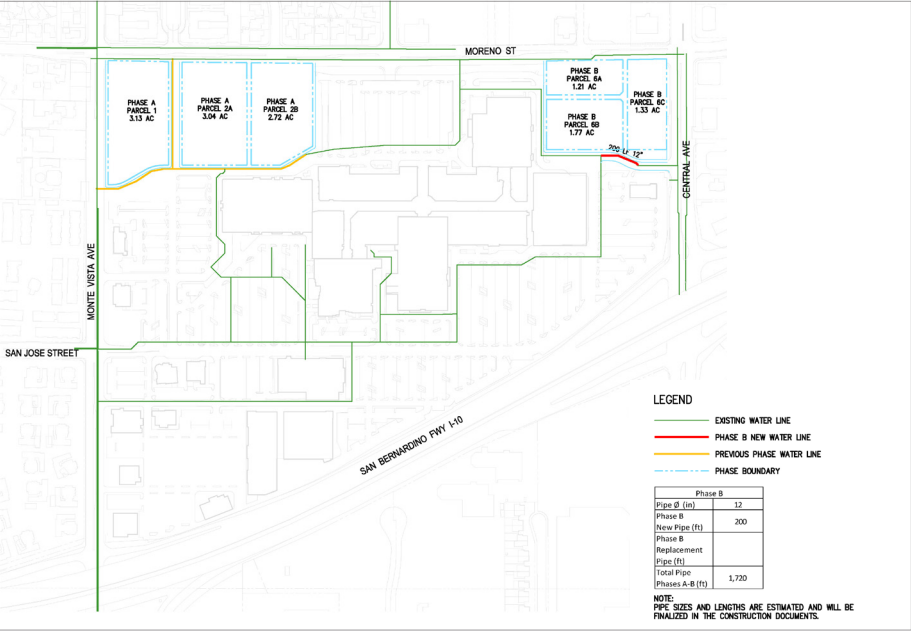 MORENO ST
PHASE A
PARCEL 1
3.13 AC
PHASE A
PARCEL 2A
3.04 AC
PHASE A
PARCEL 2B
2.72 AC
PHASE B
PARCEL 6A
1.21 AC
PHASE B
PARCEL 6B
1.77 AC
PHASE B
PARCEL 6C
1.33 AC
200 LF 12"
CENTRAL AVE
MONTE VISTA AVE
SAN JOSE STREET
SAN BERNARDINO FWY I-10
LEGEND
EXISTING WATER LINE
PHASE B NEW WATER LINE
PREVIOUS PHASE WATER LINE
PHASE BOUNDARY
Phase B
Pipe Ø (in) 12
Phase B
New Pipe (ft) 200
Phase B
Replacement
Pipe (ft)
Total Pipe
Phases A-B (ft) 1,720
NOTE:
PIPE SIZES AND LENGTHS ARE ESTIMATED AND WILL BE
FINALIZED IN THE CONSTRUCTION DOCUMENTS.